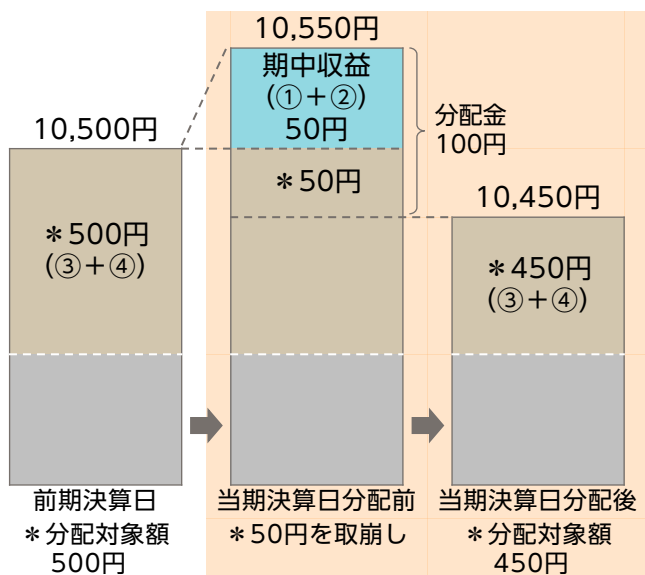 10,500円
＊500円
(③＋④)
前期決算日
＊分配対象額
500円
10,550円
期中収益
(①＋②)
50円
＊50円
分配金
100円
当期決算日分配前
＊50円を取崩し
10,450円
＊450円
(③＋④)
当期決算日分配後
＊分配対象額
450円